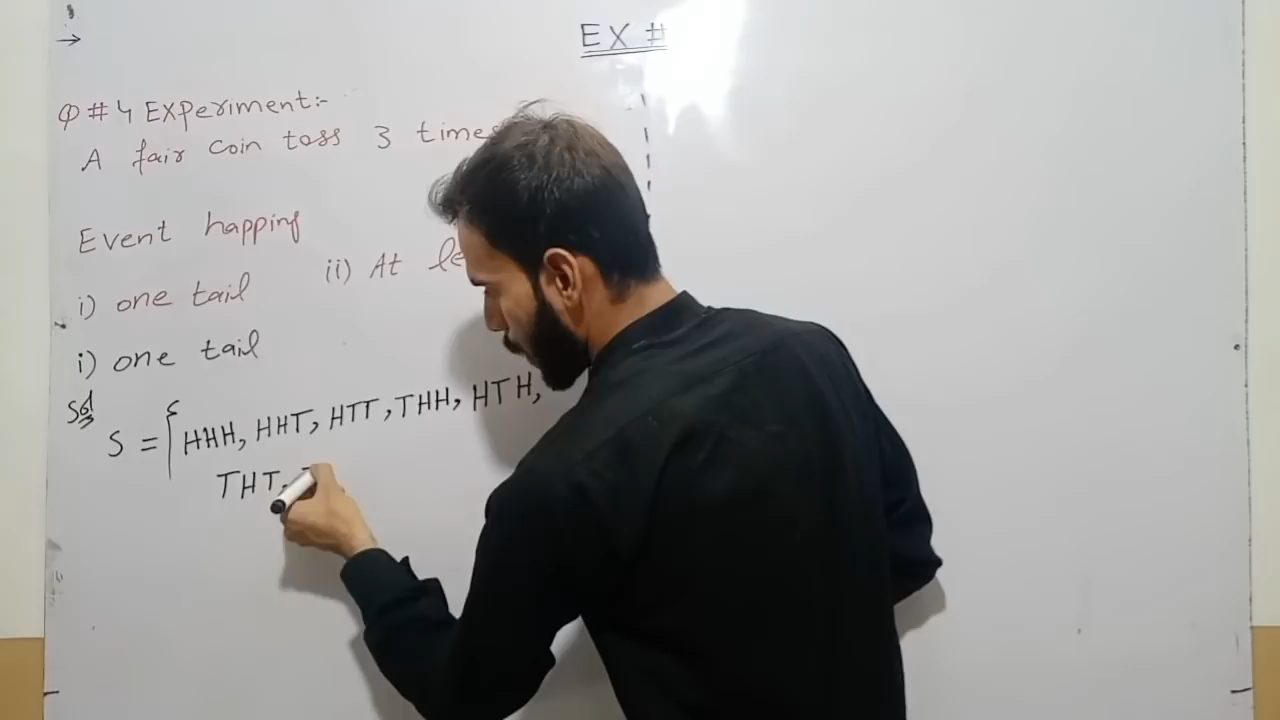 EX #
Q#4 Experiment:-
A fair coin toss 3 times
Event happing
i) one tail ii) At
i) one tail
Sol
S = { HHH, HHT, HTT, THH, HTH,
THT,